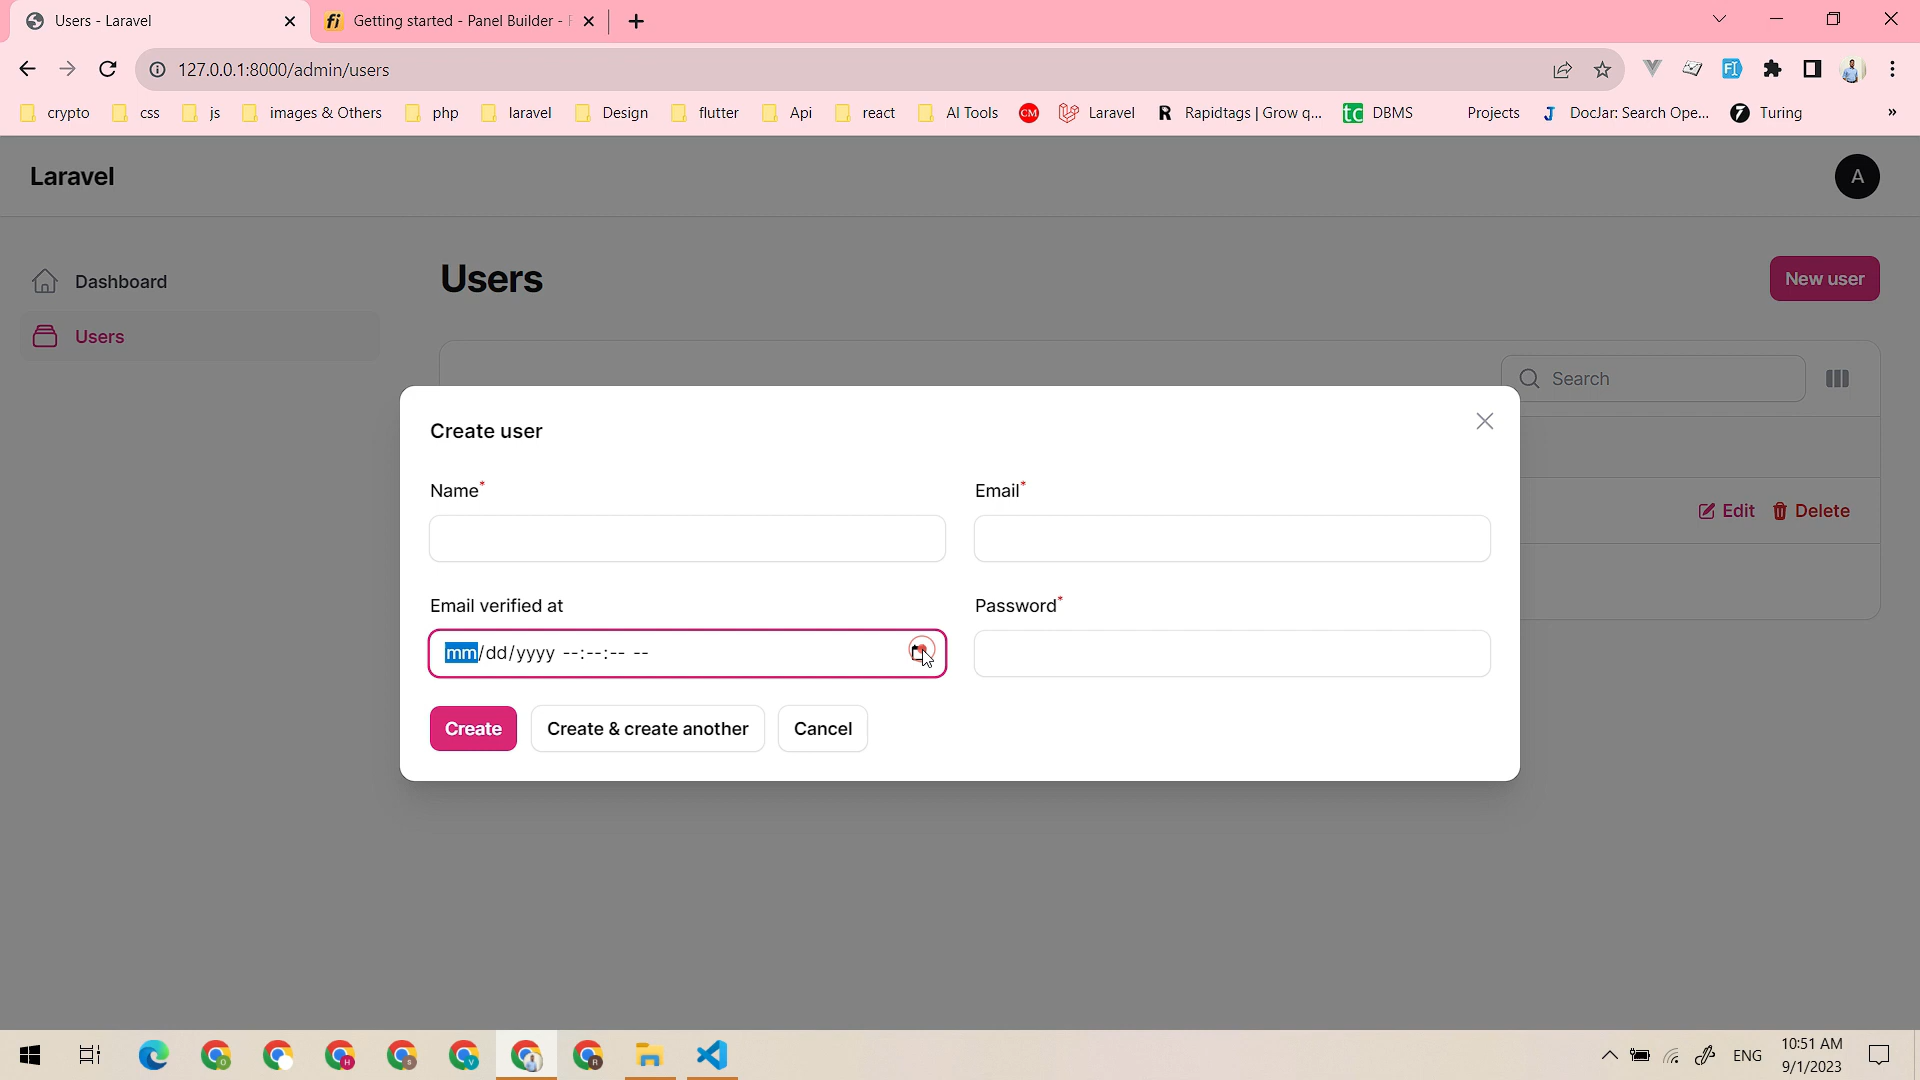 Users - Laravel
Getting started - Panel Builder -
127.0.0.1:8000/admin/users
crypto css js images & Others php laravel Design flutter Api react AI Tools CM Laravel R Rapidtags | Grow q... tc DBMS Projects DocJar: Search Ope... Turing »
Laravel
A
Dashboard
Users
Users
New user
Search
Edit Delete
Create user
Name*
Email*
Email verified at
Password*
mm/dd/yyyy --:--:-- --
Create
Create & create another
Cancel
ENG
10:51 AM
9/1/2023